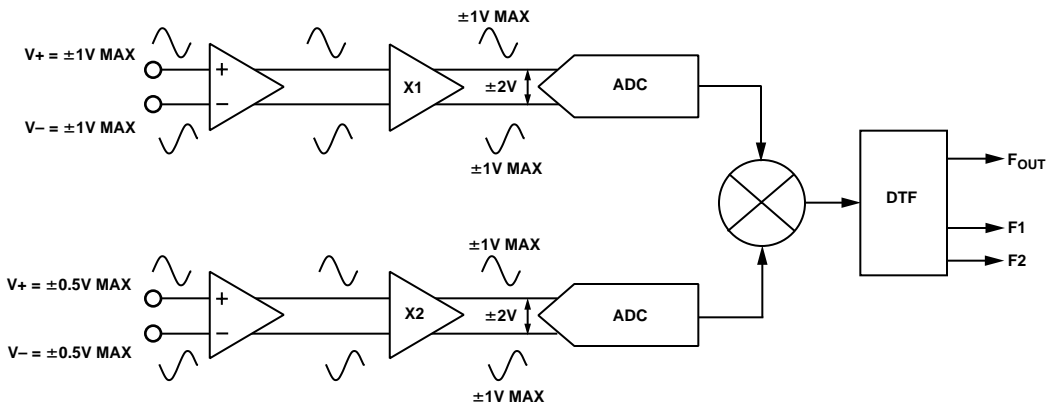 ±1V MAX
V+ = ±1V MAX
+
X1
±2V
ADC
−
V− = ±1V MAX
±1V MAX
DTF
FOUT
F1
F2
±1V MAX
V+ = ±0.5V MAX
+
X2
±2V
ADC
−
V− = ±0.5V MAX
±1V MAX